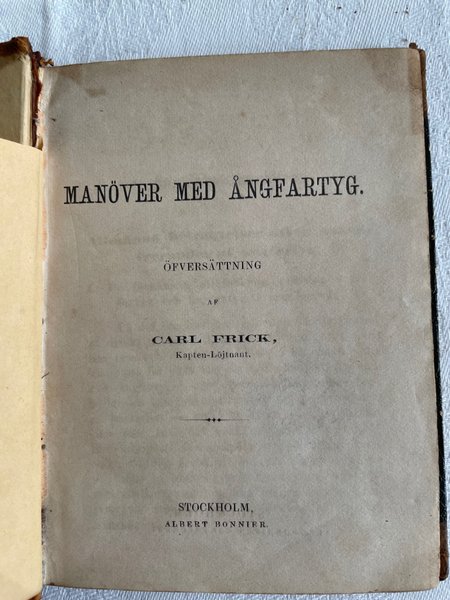 MANÖVER MED ÅNGFARTYG.
ÖFVERSÄTTNING
AF
CARL FRICK,
Kapten-Löjtnant.
STOCKHOLM,
ALBERT BONNIER.